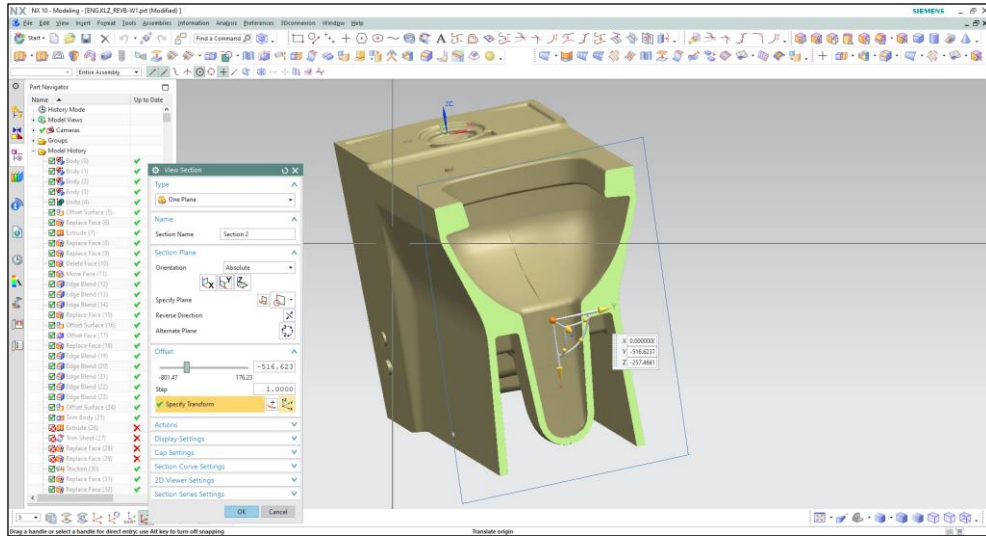 NX NX 10 - Modeling - [ENG.KLZ_REVB-W1.prt (Modified) ]
SIEMENS
File Edit View Insert Format Tools Assemblies Information Analysis Preferences 3Dconnexion Window Help
Start Find a Command
Entire Assembly
Part Navigator
Name Up to Date
History Mode
Model Views
Cameras
Groups
Model History
Body (0)
Body (1)
Body (2)
Body (3)
Unite (4)
Offset Surface (5)
Replace Face (6)
Extrude (7)
Replace Face (8)
Replace Face (9)
Delete Face (10)
Move Face (11)
Edge Blend (12)
Edge Blend (13)
Edge Blend (14)
Replace Face (15)
Offset Surface (16)
Offset Face (17)
Replace Face (18)
Edge Blend (19)
Edge Blend (20)
Edge Blend (21)
Edge Blend (22)
Edge Blend (23)
Offset Surface (24)
Trim Body (25)
Extrude (26)
Trim Sheet (27)
Replace Face (28)
Replace Face (29)
Thicken (30)
Replace Face (31)
Replace Face (32)
View Section
Type
One Plane
Name
Section Name Section 2
Section Plane
Orientation Absolute
X Y Z
Specify Plane
Reverse Direction
Alternate Plane
Offset
-516.623
-801.47 176.23
Step 1.0000
Specify Transform
Actions
Display Settings
Cap Settings
Section Curve Settings
2D Viewer Settings
Section Series Settings
OK Cancel
ZC
Y
X 0.000000
Y -516.6237
Z -257.4661
Drag a handle or select a handle for direct entry; use Alt key to turn off snapping
Translate origin